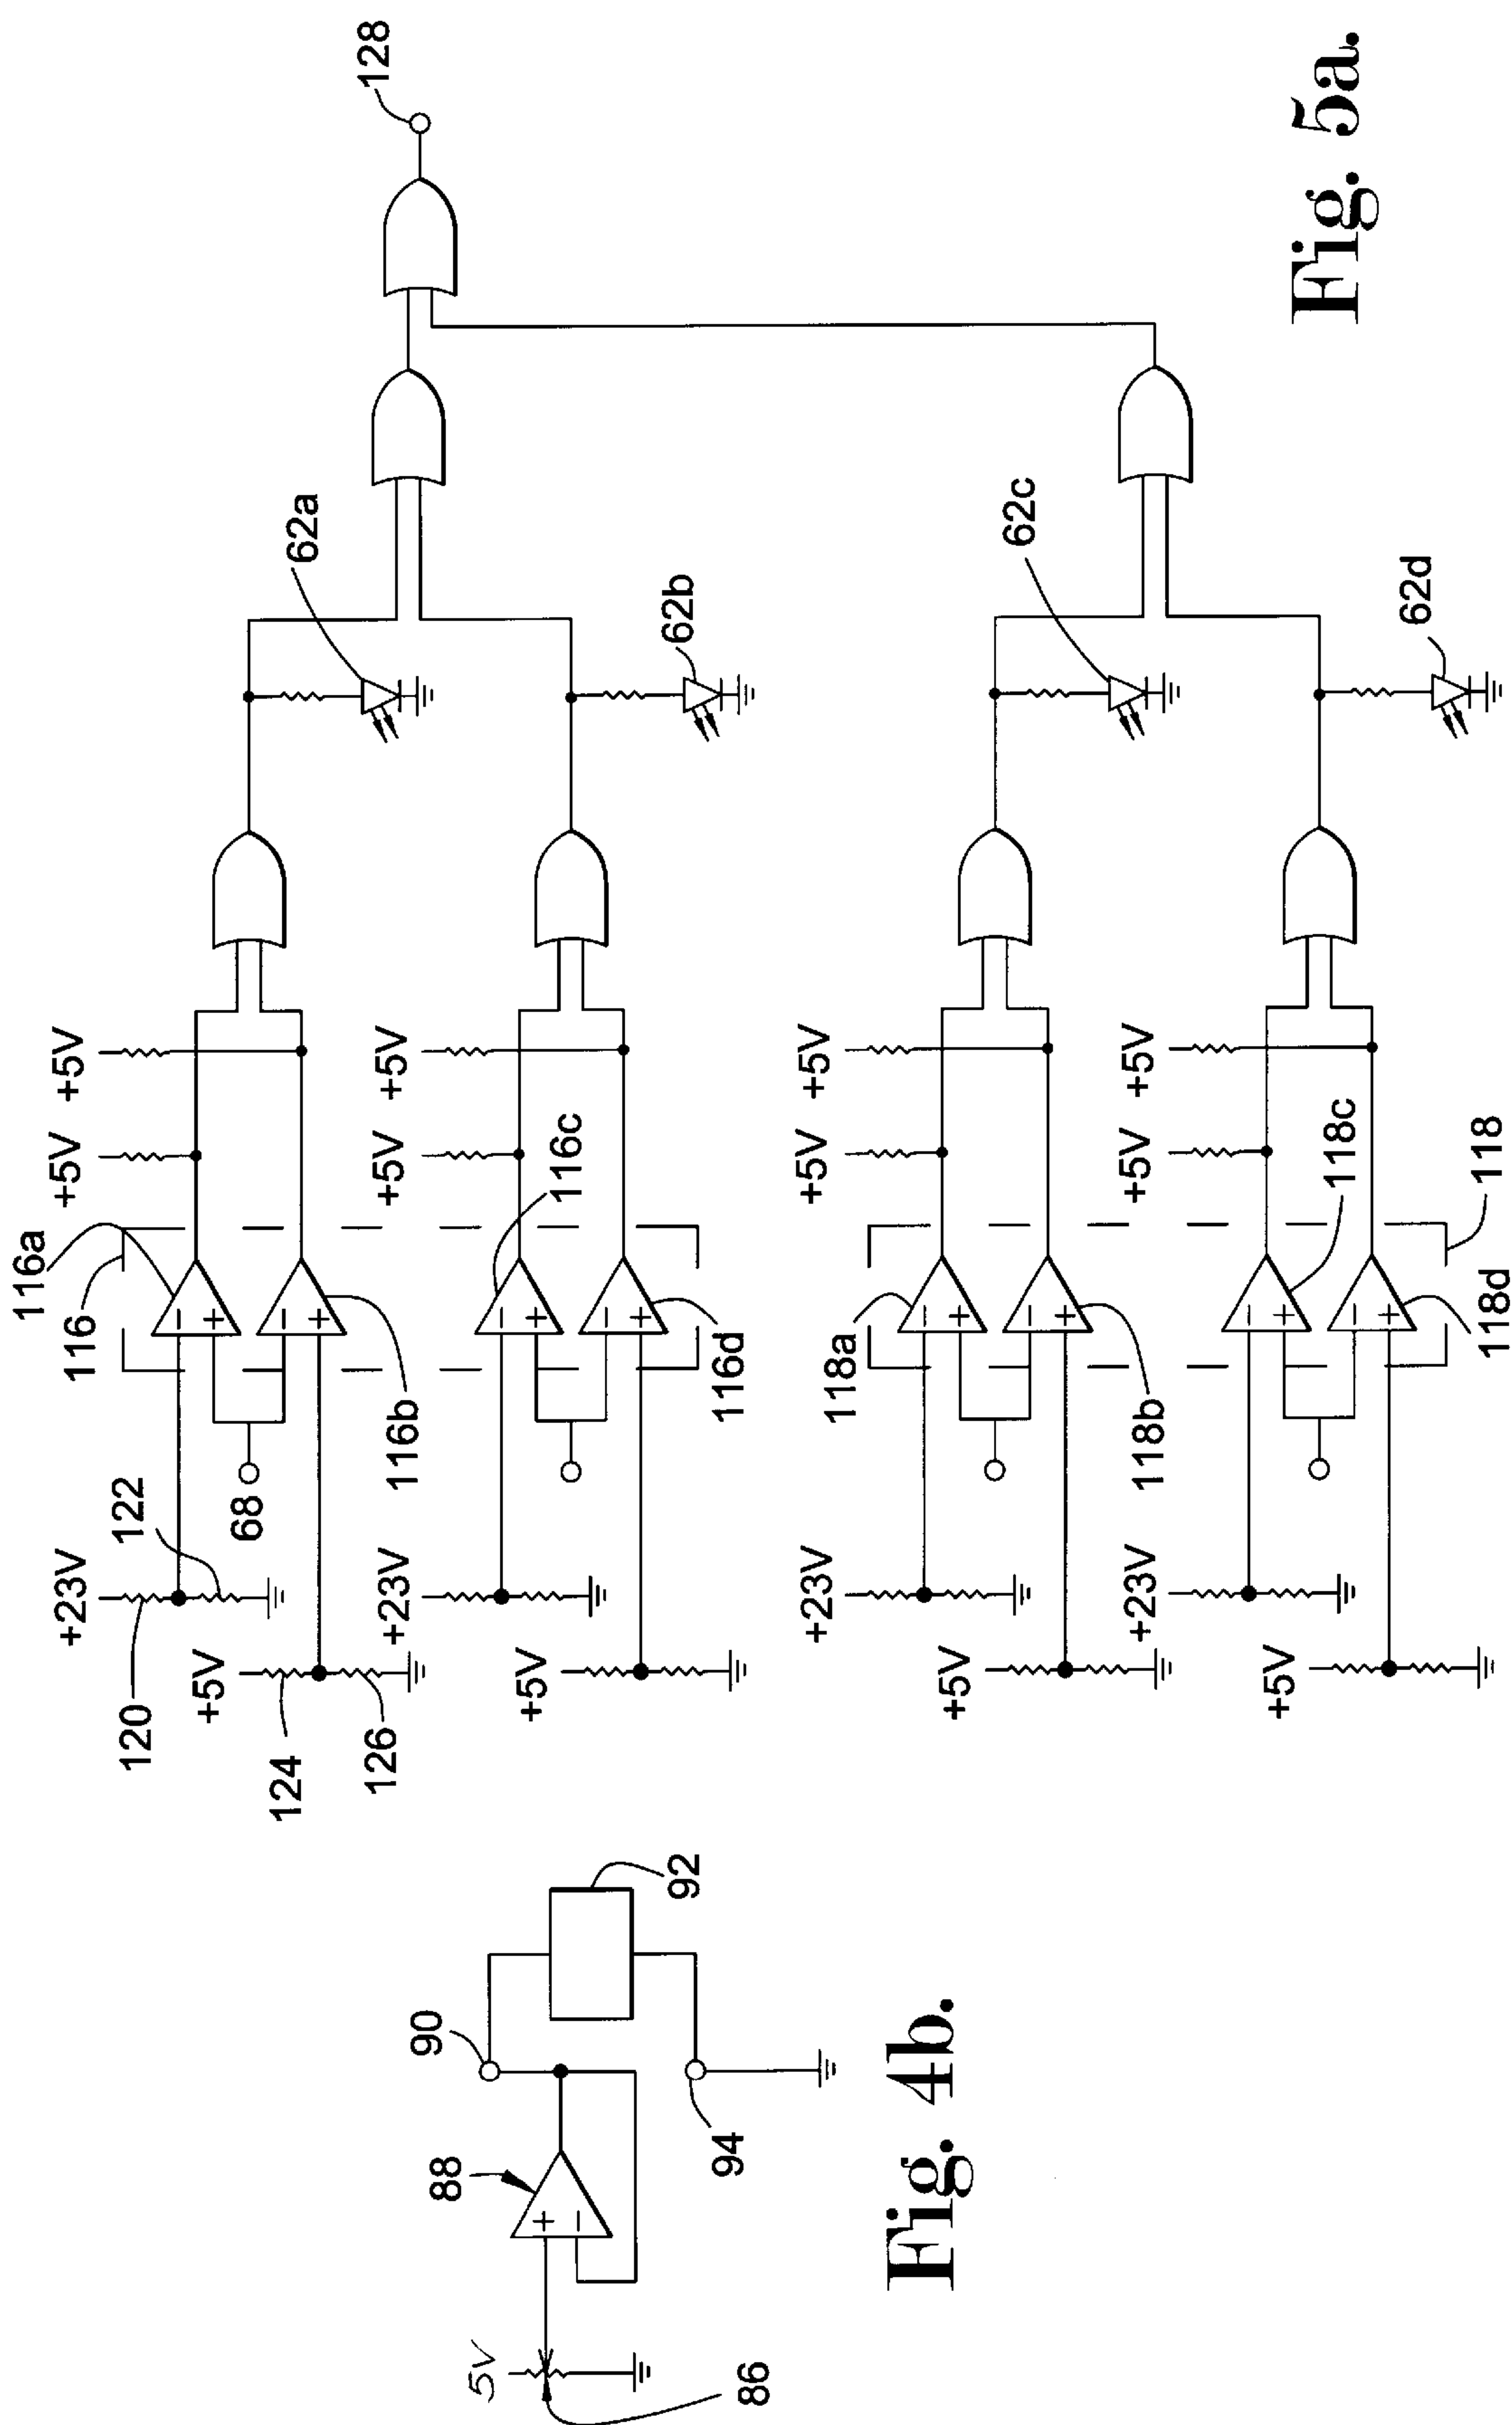 128
62a
62b
62c
62d
+5V
+5V
+5V
+5V
+5V
+5V
+5V
+5V
116a
116
116c
118c
118
−
+
−
+
−
+
−
+
−
+
−
+
−
+
−
+
116b
116d
118a
118b
118d
68
122
+23V
+23V
+23V
+23V
120
+5V
+5V
+5V
+5V
124
126
Fig. 5a.
92
90
88
+
−
94
5V
86
Fig. 4b.